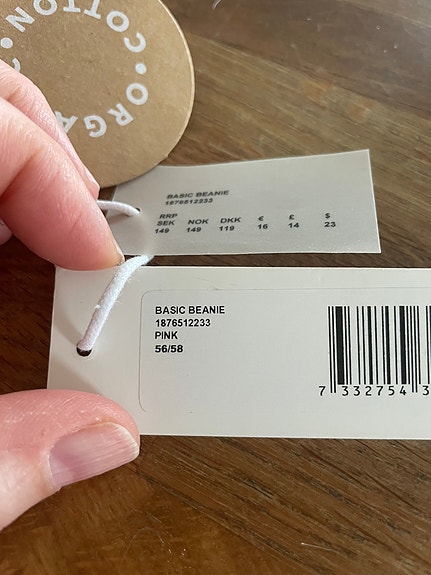 COTTON • ORGA
BASIC BEANIE
1876512233
RRP
SEK NOK DKK € £ $
149 149 119 16 14 23
BASIC BEANIE
1876512233
PINK
56/58
7 332754 3